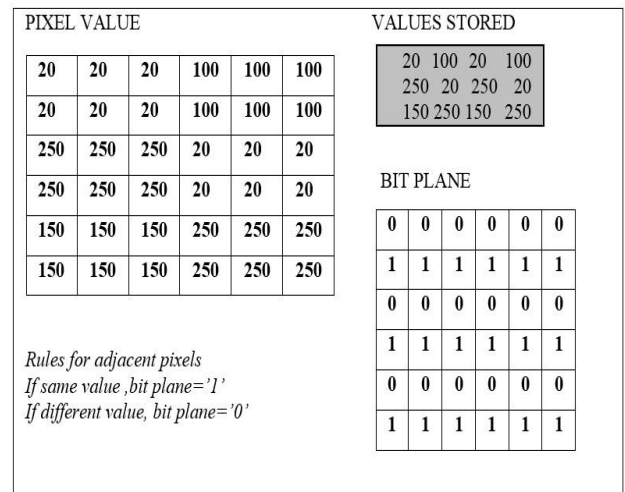 PIXEL VALUE
20 20 20 100 100 100
20 20 20 100 100 100
250 250 250 20 20 20
250 250 250 20 20 20
150 150 150 250 250 250
150 150 150 250 250 250
Rules for adjacent pixels
If same value ,bit plane=’1’
If different value, bit plane=’0’
VALUES STORED
20 100 20 100
250 20 250 20
150 250 150 250
BIT PLANE
0 0 0 0 0 0
1 1 1 1 1 1
0 0 0 0 0 0
1 1 1 1 1 1
0 0 0 0 0 0
1 1 1 1 1 1